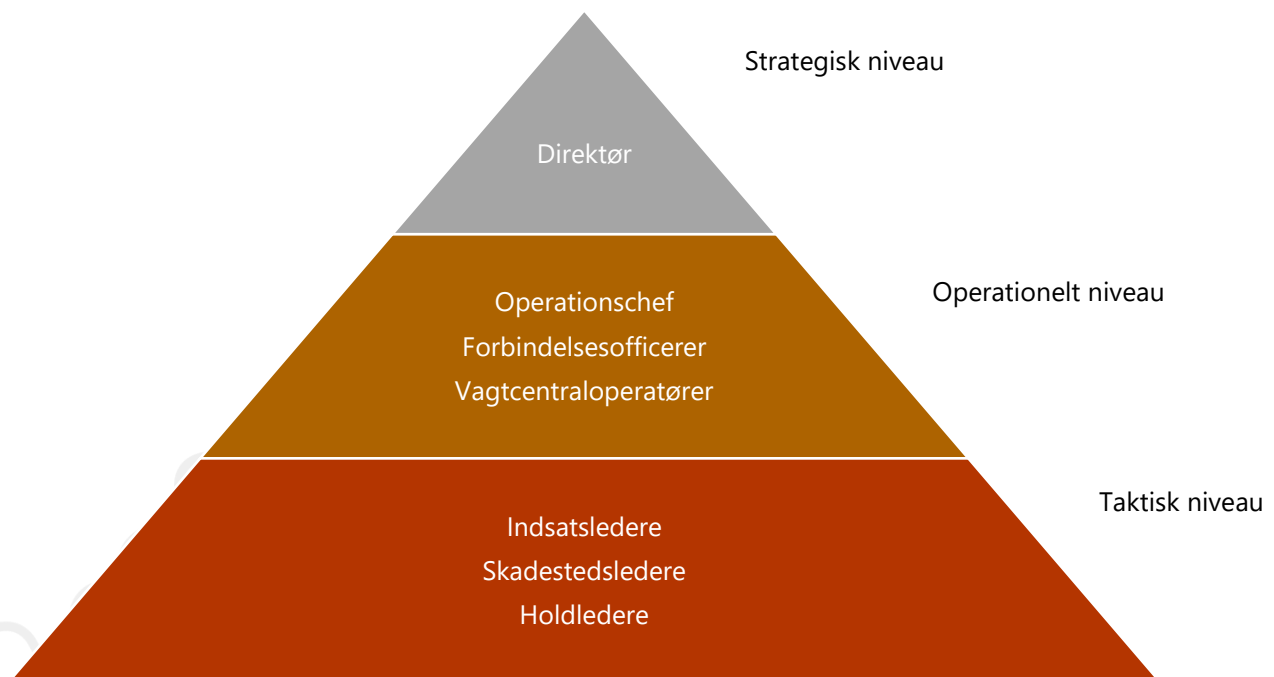 Strategisk niveau
Direktør
Operationelt niveau
Operationschef
Forbindelsesofficerer
Vagtcentraloperatører
Taktisk niveau
Indsatsledere
Skadestedsledere
Holdledere